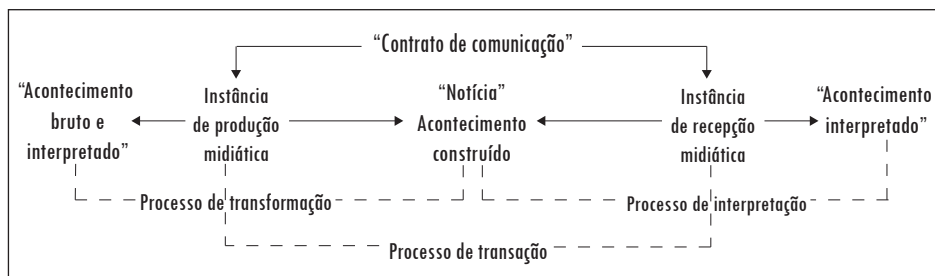 “Contrato de comunicação”
“Acontecimento
bruto e
interpretado”
Instância
de produção
midiática
“Notícia”
Acontecimento
construído
Instância
de recepção
midiática
“Acontecimento
interpretado”
Processo de transformação
Processo de interpretação
Processo de transação